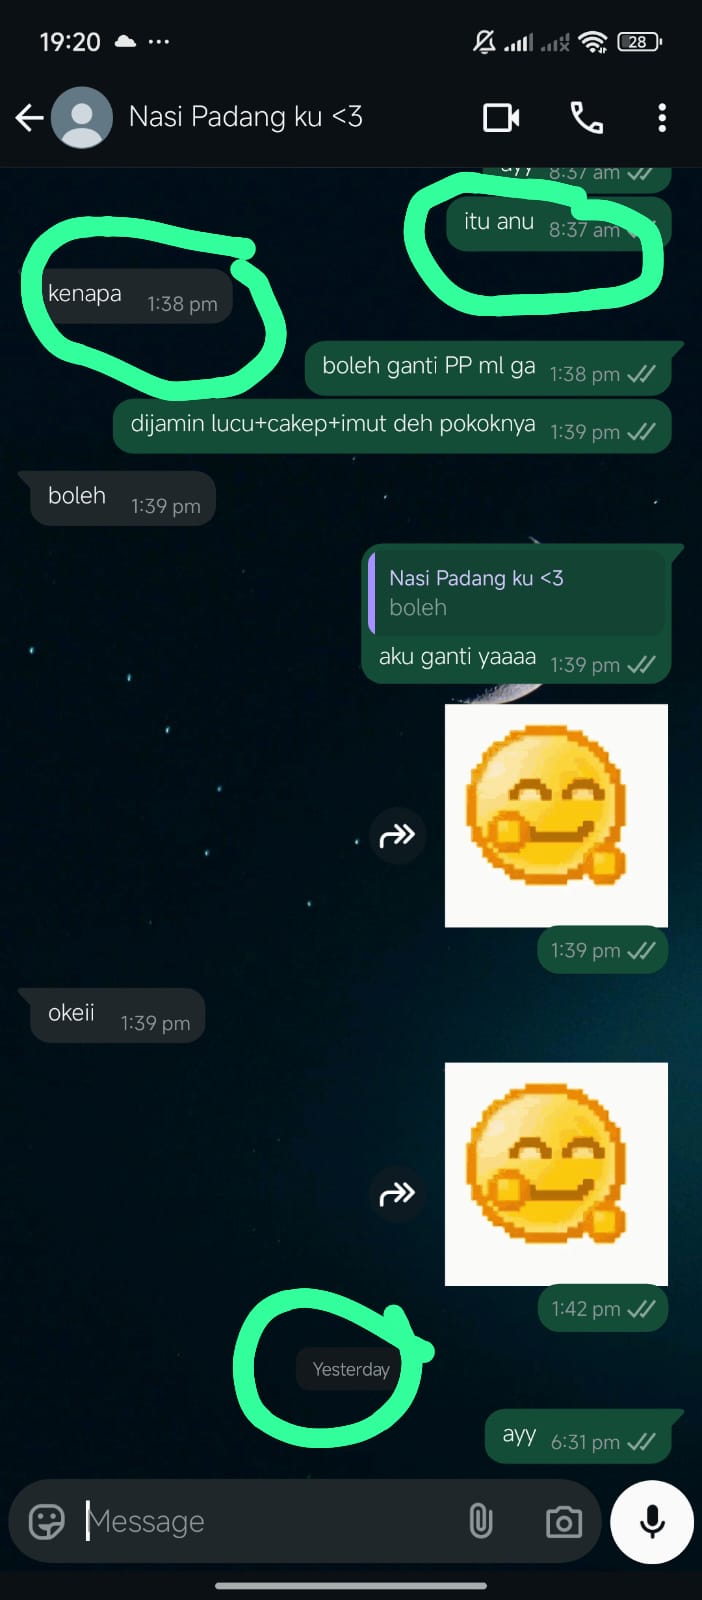 19:20
28
Nasi Padang ku <3
ayy 8:37 am
itu anu 8:37 am
kenapa 1:38 pm
boleh ganti PP ml ga 1:38 pm
dijamin lucu+cakep+imut deh pokoknya 1:39 pm
boleh 1:39 pm
Nasi Padang ku <3
boleh
aku ganti yaaaa 1:39 pm
1:39 pm
okeii 1:39 pm
1:42 pm
Yesterday
ayy 6:31 pm
Message